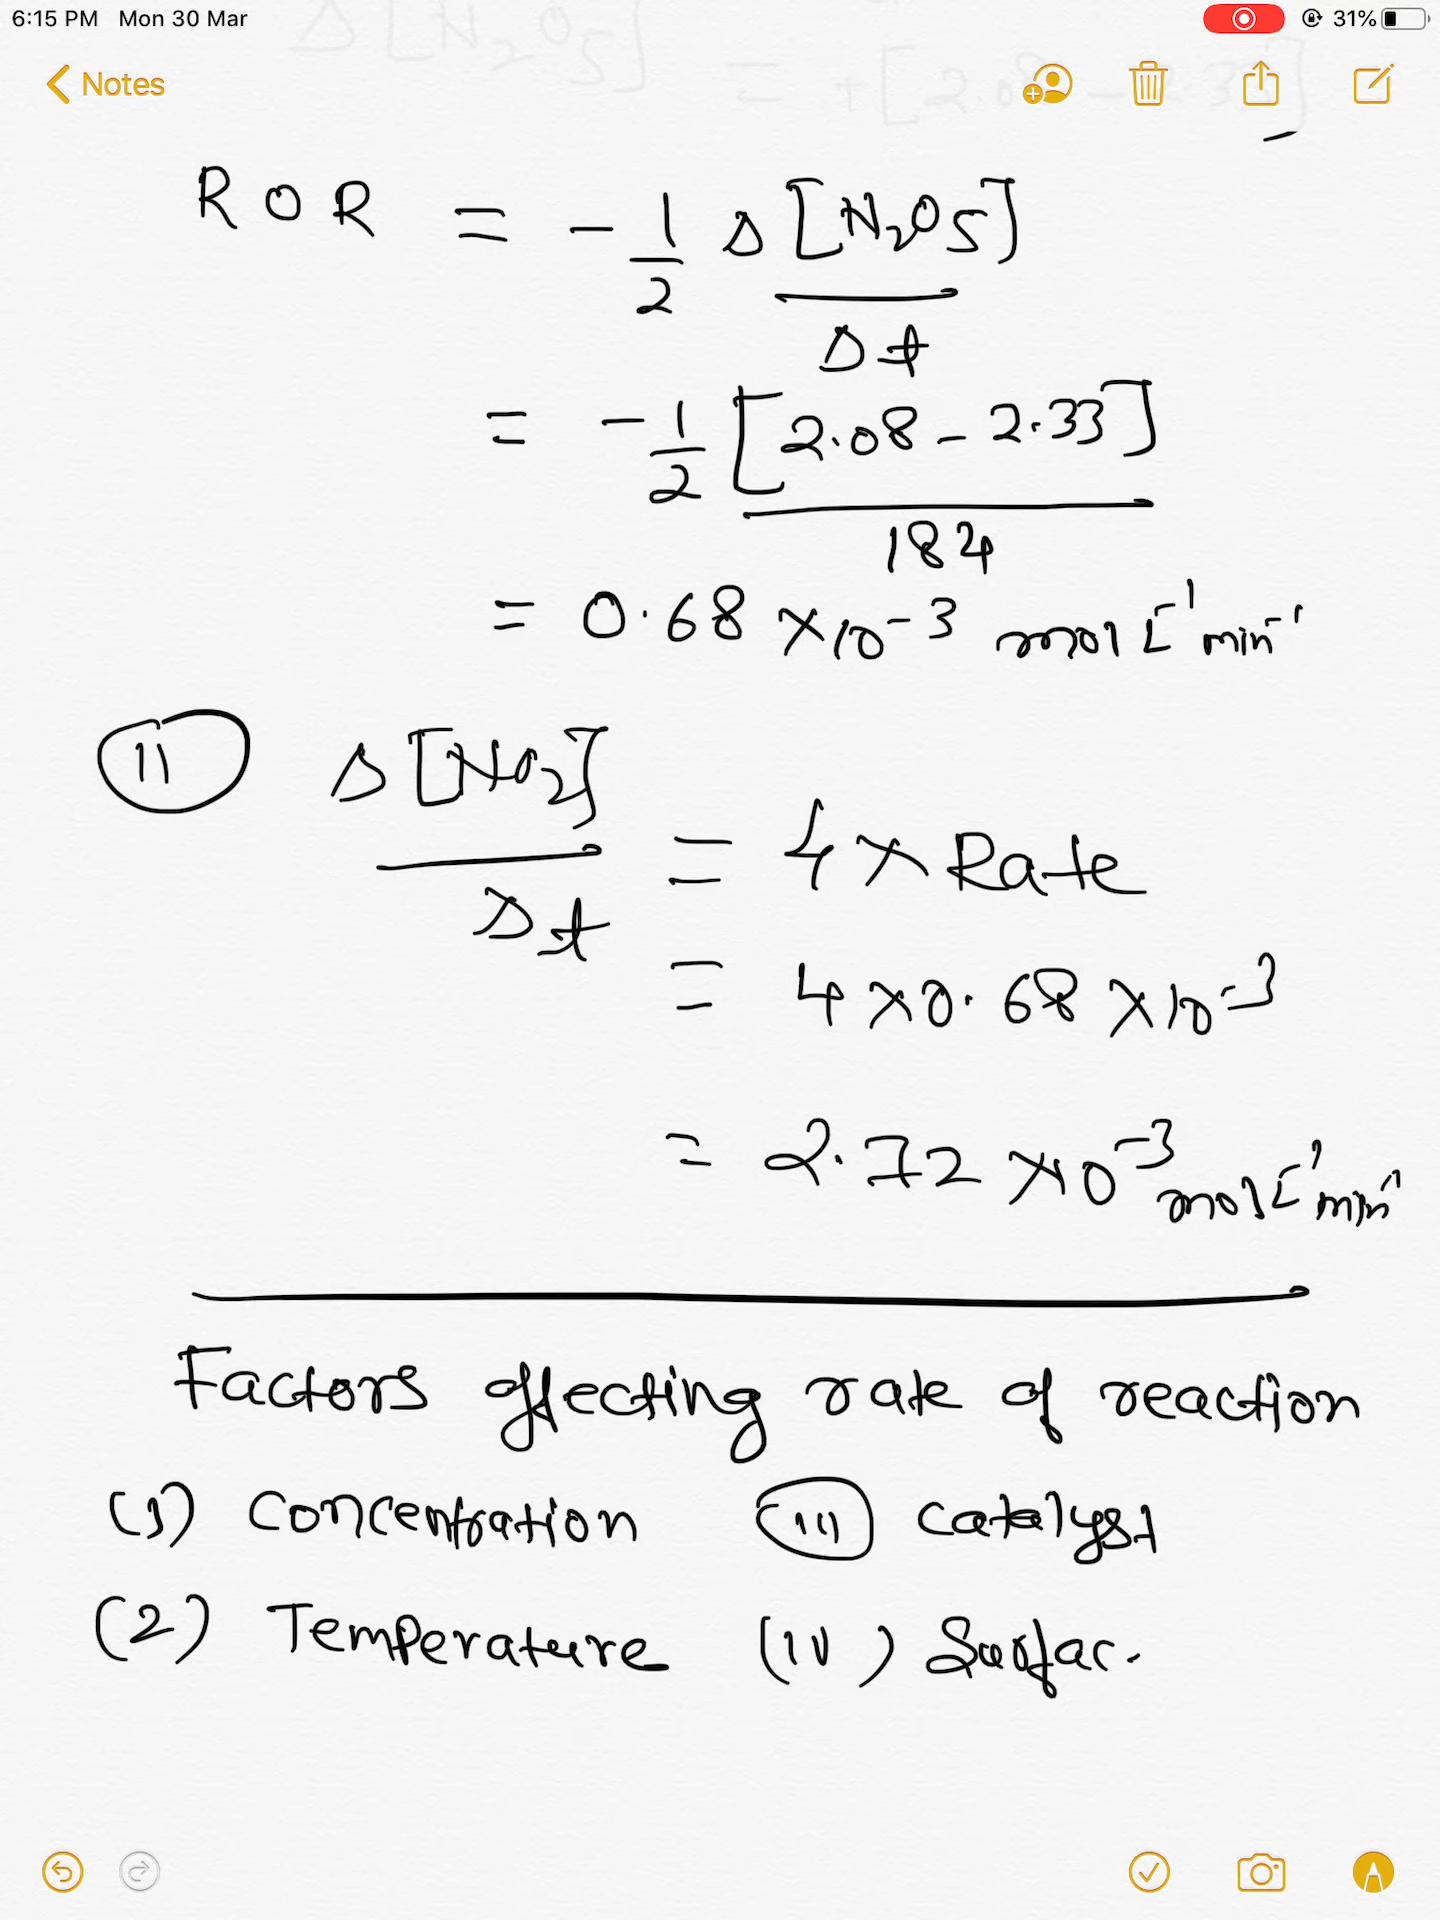 6:15 PM Mon 30 Mar 31%
Notes
ROR = -1/2 Δ[N₂O5]
Δt
= -1/2 [2.08 - 2.33]
184
= 0.68 × 10⁻³ mol L⁻¹ min⁻¹
(ii) Δ[NO₂]
Δt = 4 × Rate
= 4 × 0.68 × 10⁻³
= 2.72 × 10⁻³ mol L⁻¹ min⁻¹
Factors affecting rate of reaction
(1) Concentration (iii) Catalyst
(2) Temperature (iv) Surfac.